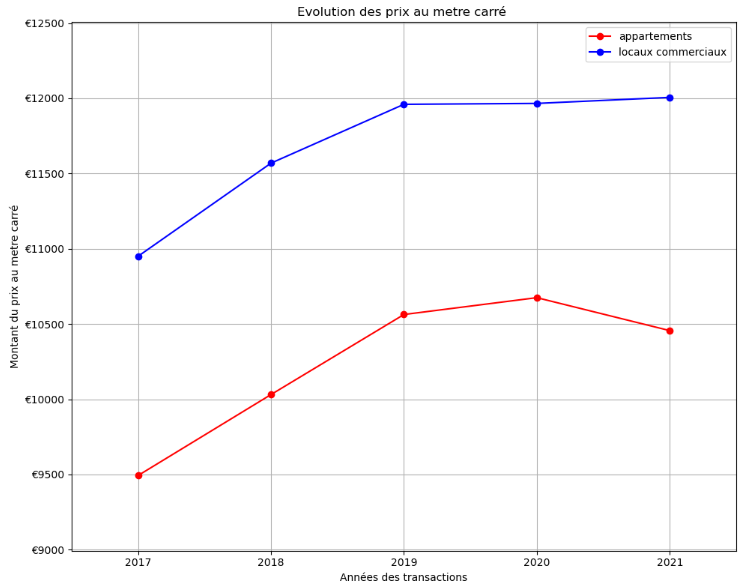 Evolution des prix au metre carré
appartements
locaux commerciaux
€12500
€12000
€11500
€11000
€10500
€10000
€9500
€9000
Montant du prix au metre carré
2017 2018 2019 2020 2021
Années des transactions